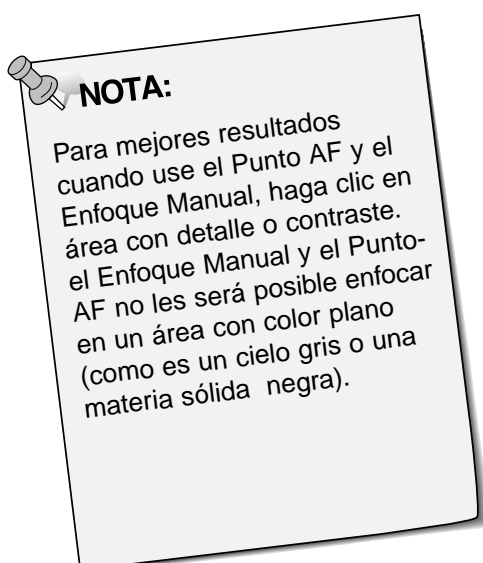 NOTA:
Para mejores resultados
cuando use el Punto AF y el
Enfoque Manual, haga clic en
área con detalle o contraste.
el Enfoque Manual y el Punto-
AF no les será posible enfocar
en un área con color plano
(como es un cielo gris o una
materia sólida  negra).